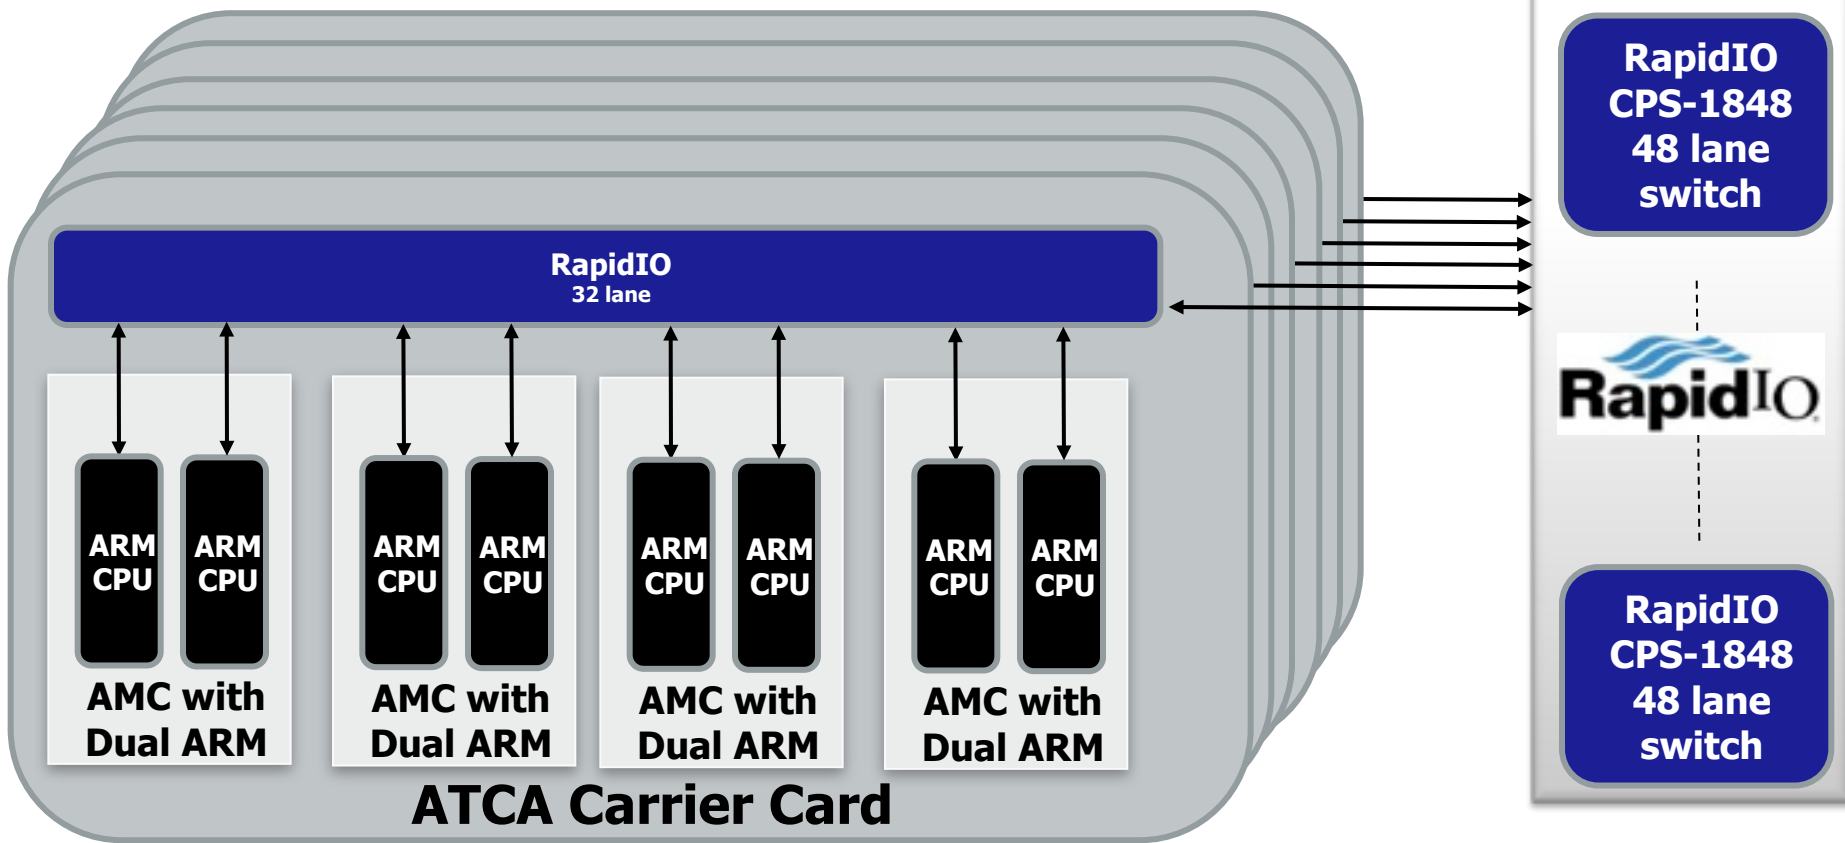 RapidIO
32 lane
ARM
CPU
ARM
CPU
ARM
CPU
ARM
CPU
ARM
CPU
ARM
CPU
ARM
CPU
ARM
CPU
AMC with
Dual ARM
AMC with
Dual ARM
AMC with
Dual ARM
AMC with
Dual ARM
ATCA Carrier Card
RapidIO
CPS-1848
48 lane
switch
RapidIO
RapidIO
CPS-1848
48 lane
switch